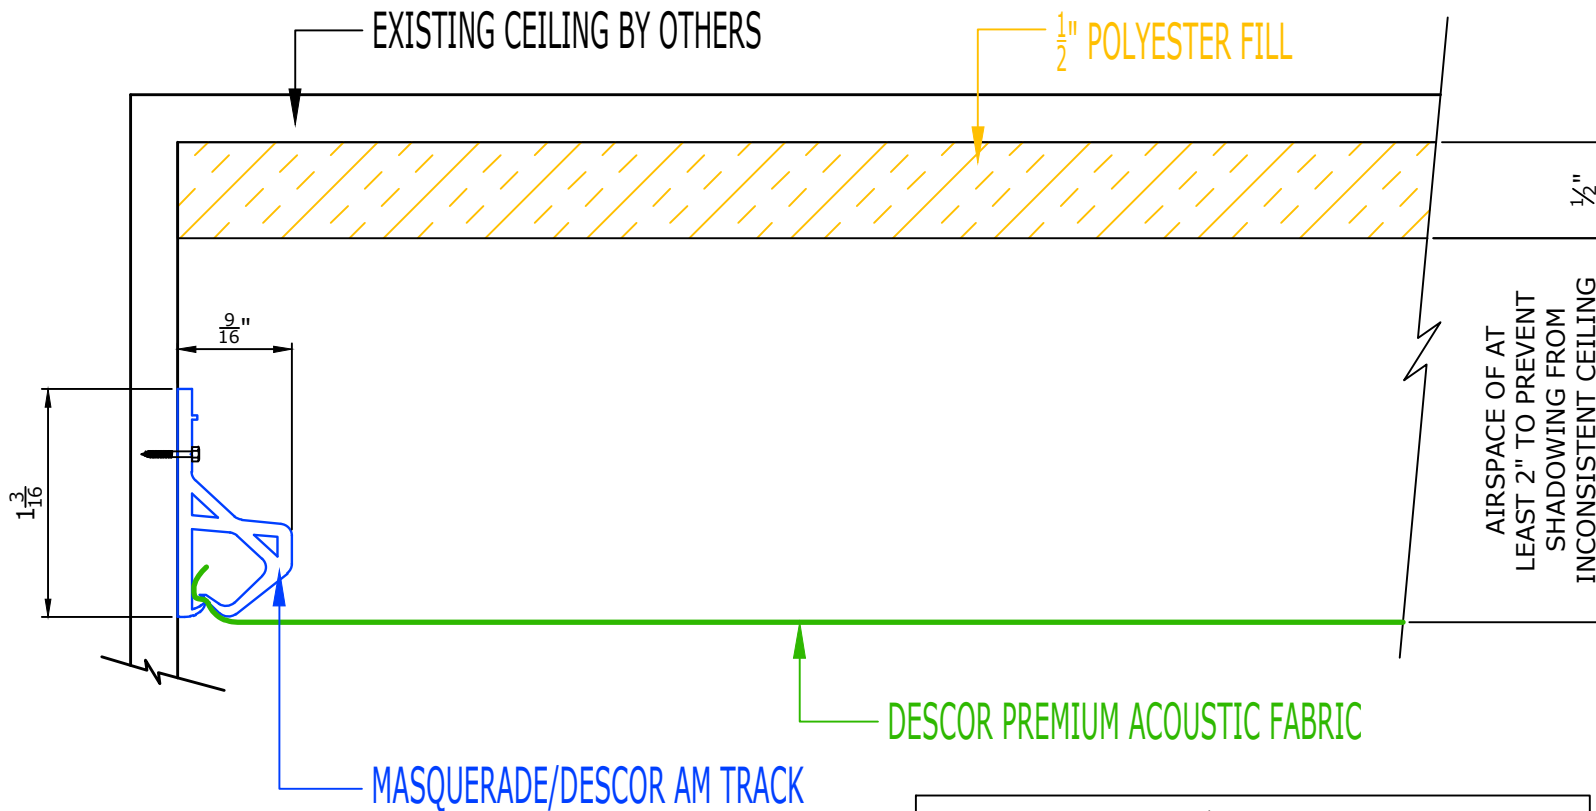 EXISTING CEILING BY OTHERS
1/2" POLYESTER FILL
1/2"
9/16"
1 3/16
AIRSPACE OF AT
LEAST 2" TO PREVENT
SHADOWING FROM
INCONSISTENT CEILING
DESCOR PREMIUM ACOUSTIC FABRIC
MASQUERADE/DESCOR AM TRACK